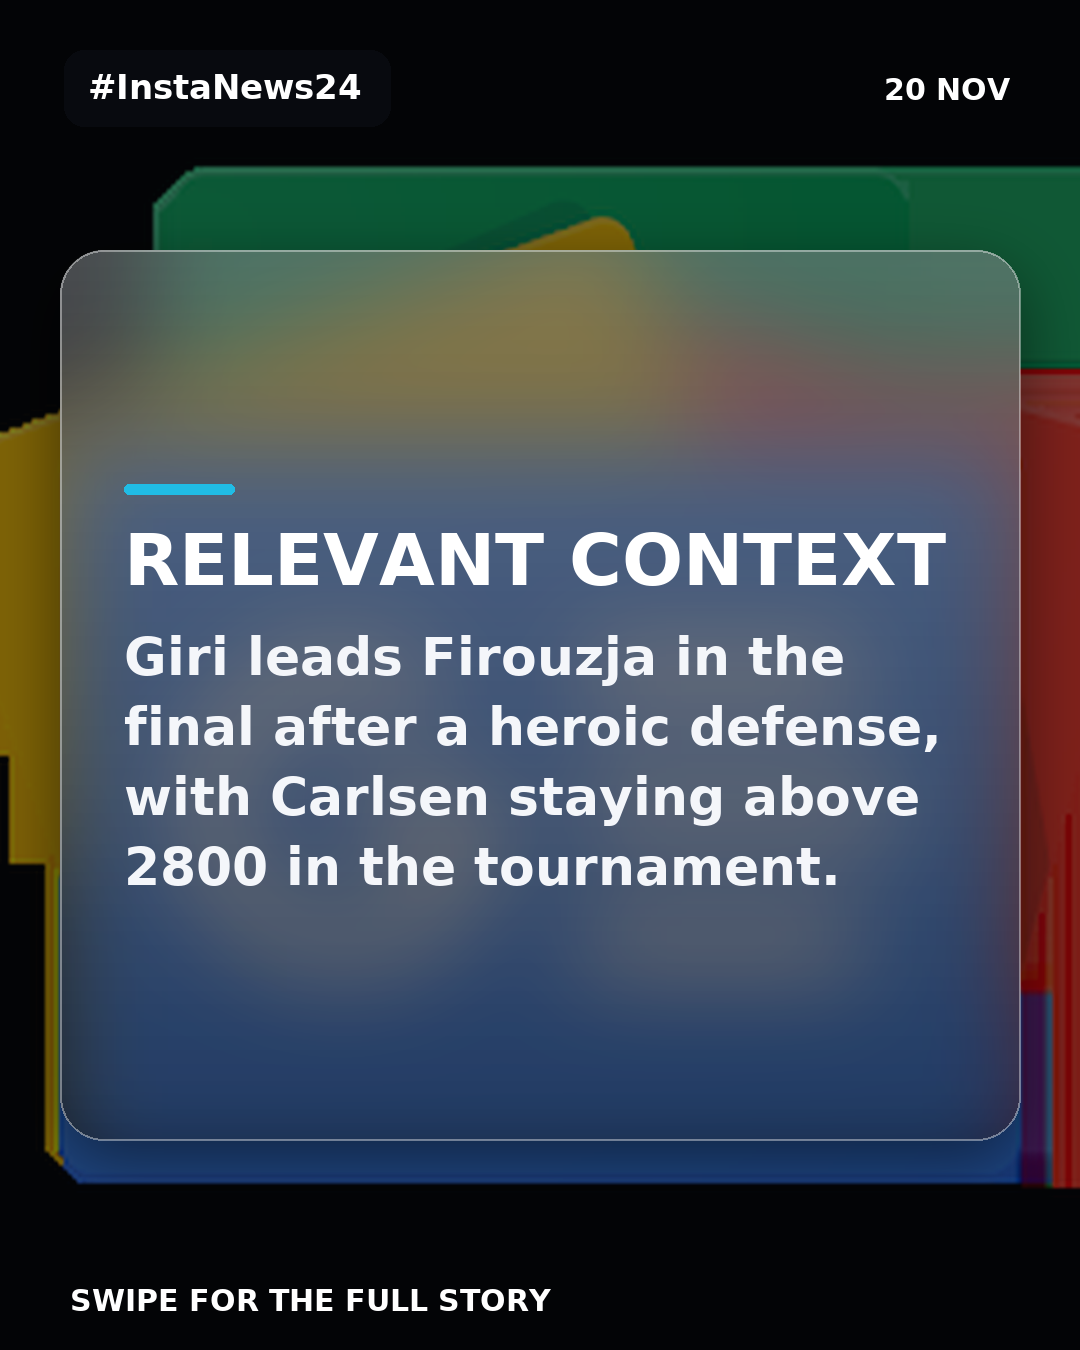 #InstaNews24
20 NOV
RELEVANT CONTEXT
Giri leads Firouzja in the
final after a heroic defense,
with Carlsen staying above
2800 in the tournament.
SWIPE FOR THE FULL STORY